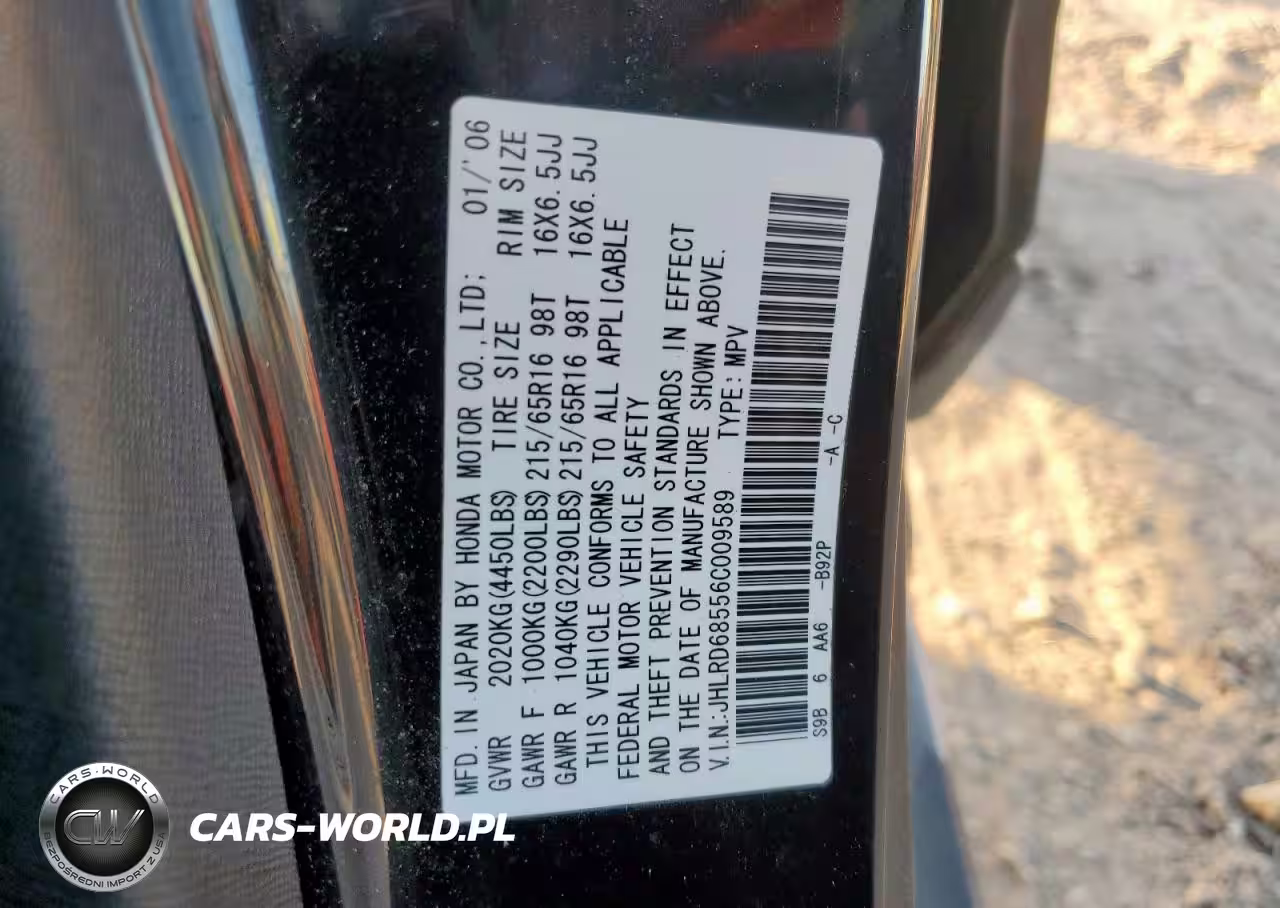 MFD. IN JAPAN BY HONDA MOTOR CO.,LTD; 01/'06
GVWR 2020KG(4450LBS) TIRE SIZE RIM SIZE
GAWR F 1000KG(2200LBS) 215/65R16 98T 16X6.5JJ
GAWR R 1040KG(2290LBS) 215/65R16 98T 16X6.5JJ
THIS VEHICLE CONFORMS TO ALL APPLICABLE
FEDERAL MOTOR VEHICLE SAFETY
AND THEFT PREVENTION STANDARDS IN EFFECT
ON THE DATE OF MANUFACTURE SHOWN ABOVE.
V.I.N.:JHLRD68556C009589 TYPE:MPV
S9B 6 AA6 -B92P -A -C
CARS-WORLD
CW
BEZPOŚREDNI IMPORT Z USA
CARS-WORLD.PL